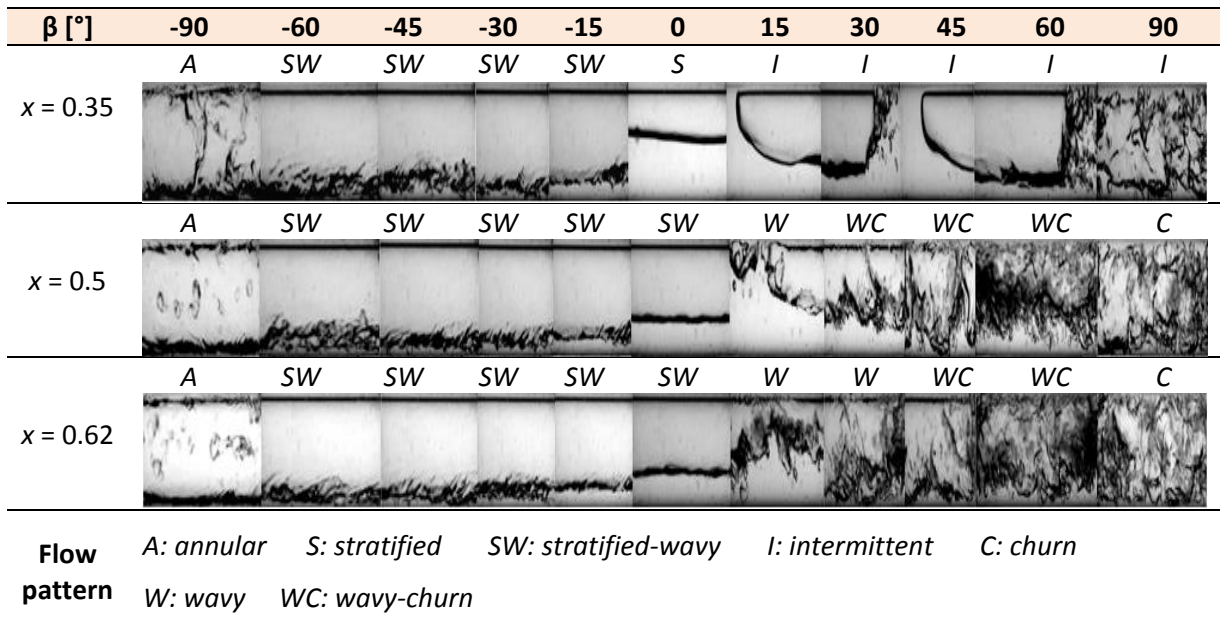 β [°] -90 -60 -45 -30 -15 0 15 30 45 60 90
A SW SW SW SW S I I I I I
x = 0.35
A SW SW SW SW SW W WC WC WC C
x = 0.5
A SW SW SW SW SW W W WC WC C
x = 0.62
Flow pattern
A: annular S: stratified SW: stratified-wavy I: intermittent C: churn
W: wavy WC: wavy-churn